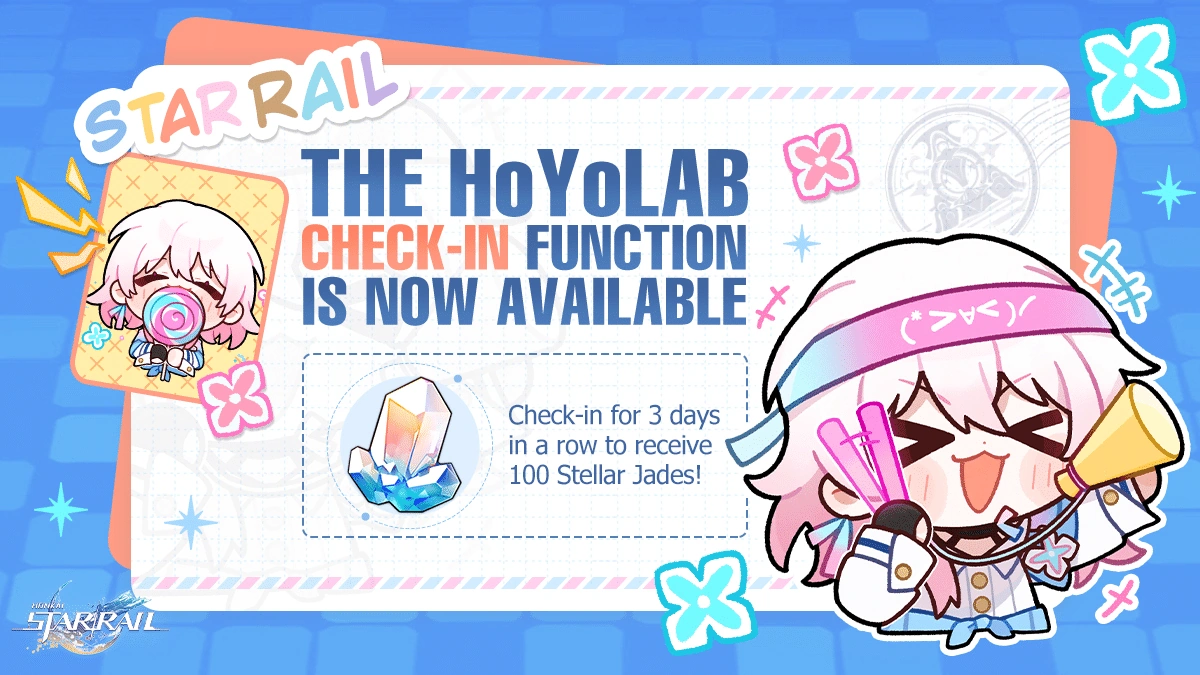 STAR RAIL
THE HoYoLAB
CHECK-IN FUNCTION
IS NOW AVAILABLE
Check-in for 3 days
in a row to receive
100 Stellar Jades!
HONKAI
STAR RAIL